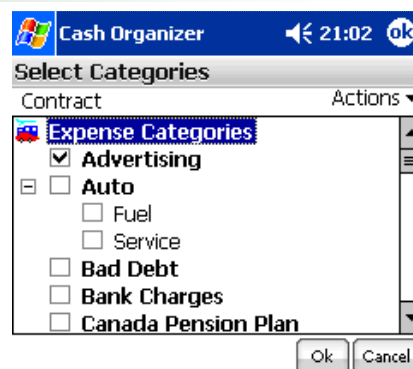 Cash Organizer 21:02 ok
Select Categories
Contract Actions
Expense Categories
Advertising
Auto
Fuel
Service
Bad Debt
Bank Charges
Canada Pension Plan
Ok Cancel